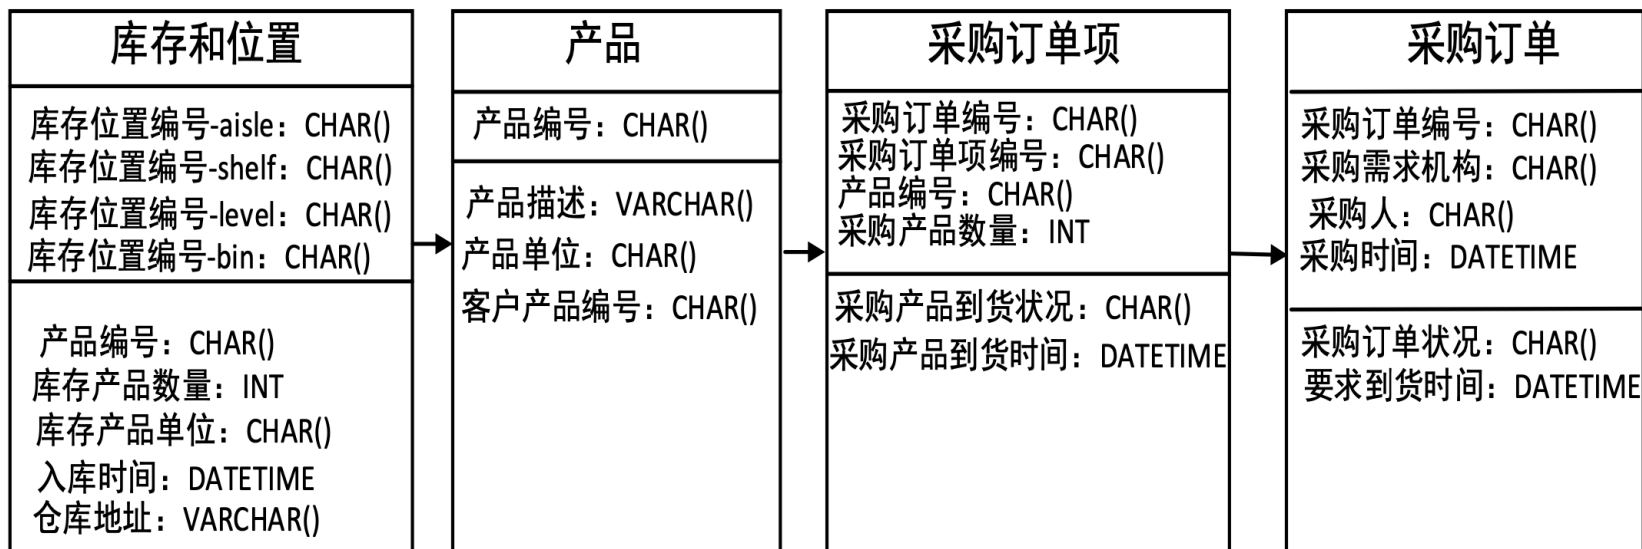 库存和位置
库存位置编号-aisle：CHAR()
库存位置编号-shelf：CHAR()
库存位置编号-level：CHAR()
库存位置编号-bin：CHAR()
产品编号：CHAR()
库存产品数量：INT
库存产品单位：CHAR()
入库时间：DATETIME
仓库地址：VARCHAR()
产品
产品编号：CHAR()
产品描述：VARCHAR()
产品单位：CHAR()
客户产品编号：CHAR()
采购订单项
采购订单编号：CHAR()
采购订单项编号：CHAR()
产品编号：CHAR()
采购产品数量：INT
采购产品到货状况：CHAR()
采购产品到货时间：DATETIME
采购订单
采购订单编号：CHAR()
采购需求机构：CHAR()
采购人：CHAR()
采购时间：DATETIME
采购订单状况：CHAR()
要求到货时间：DATETIME